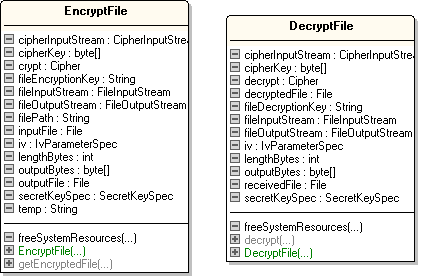 EncryptFile
cipherInputStream : CipherInputStre
cipherKey : byte[]
crypt : Cipher
fileEncryptionKey : String
fileInputStream : FileInputStream
fileOutputStream : FileOutputStream
filePath : String
inputFile : File
iv : IvParameterSpec
lengthBytes : int
outputBytes : byte[]
outputFile : File
secretKeySpec : SecretKeySpec
temp : String
freeSystemResources(...)
EncryptFile(...)
getEncryptedFile(...)
DecryptFile
cipherInputStream : CipherInputStrea
cipherKey : byte[]
decrypt : Cipher
decryptedFile : File
fileDecryptionKey : String
fileInputStream : FileInputStream
fileOutputStream : FileOutputStream
iv : IvParameterSpec
lengthBytes : int
outputBytes : byte[]
receivedFile : File
secretKeySpec : SecretKeySpec
freeSystemResources(...)
decrypt(...)
DecryptFile(...)